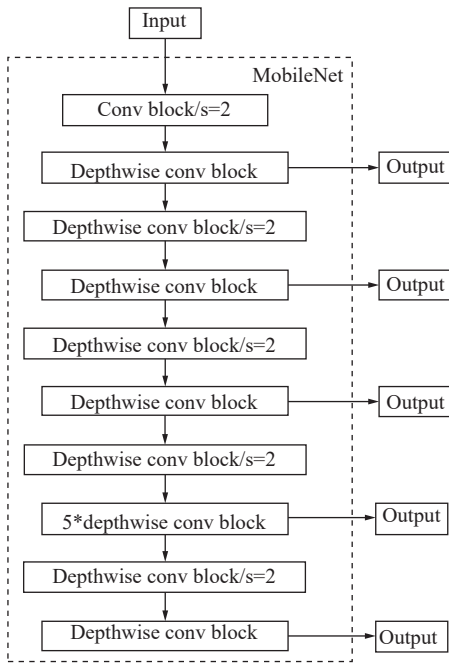 Input
MobileNet
Conv block/s=2
Depthwise conv block
Output
Depthwise conv block/s=2
Depthwise conv block
Output
Depthwise conv block/s=2
Depthwise conv block
Output
Depthwise conv block/s=2
5*depthwise conv block
Output
Depthwise conv block/s=2
Depthwise conv block
Output